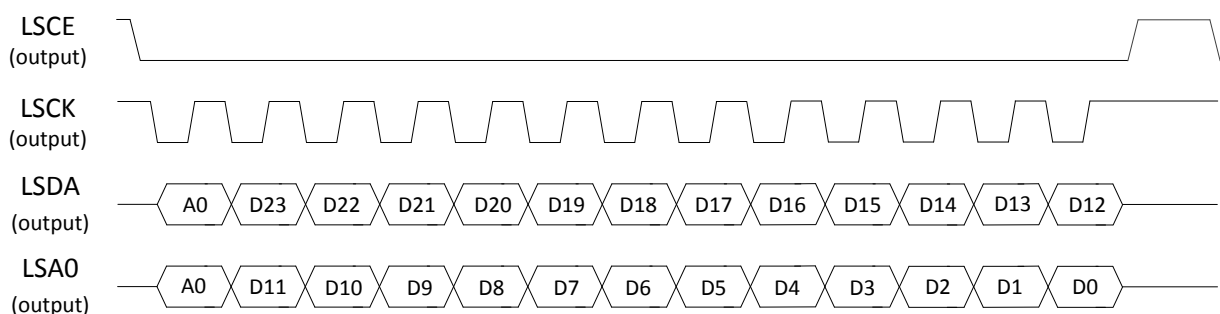 LSCE
(output)
LSCK
(output)
LSDA
(output)
A0 D23 D22 D21 D20 D19 D18 D17 D16 D15 D14 D13 D12
LSA0
(output)
A0 D11 D10 D9 D8 D7 D6 D5 D4 D3 D2 D1 D0